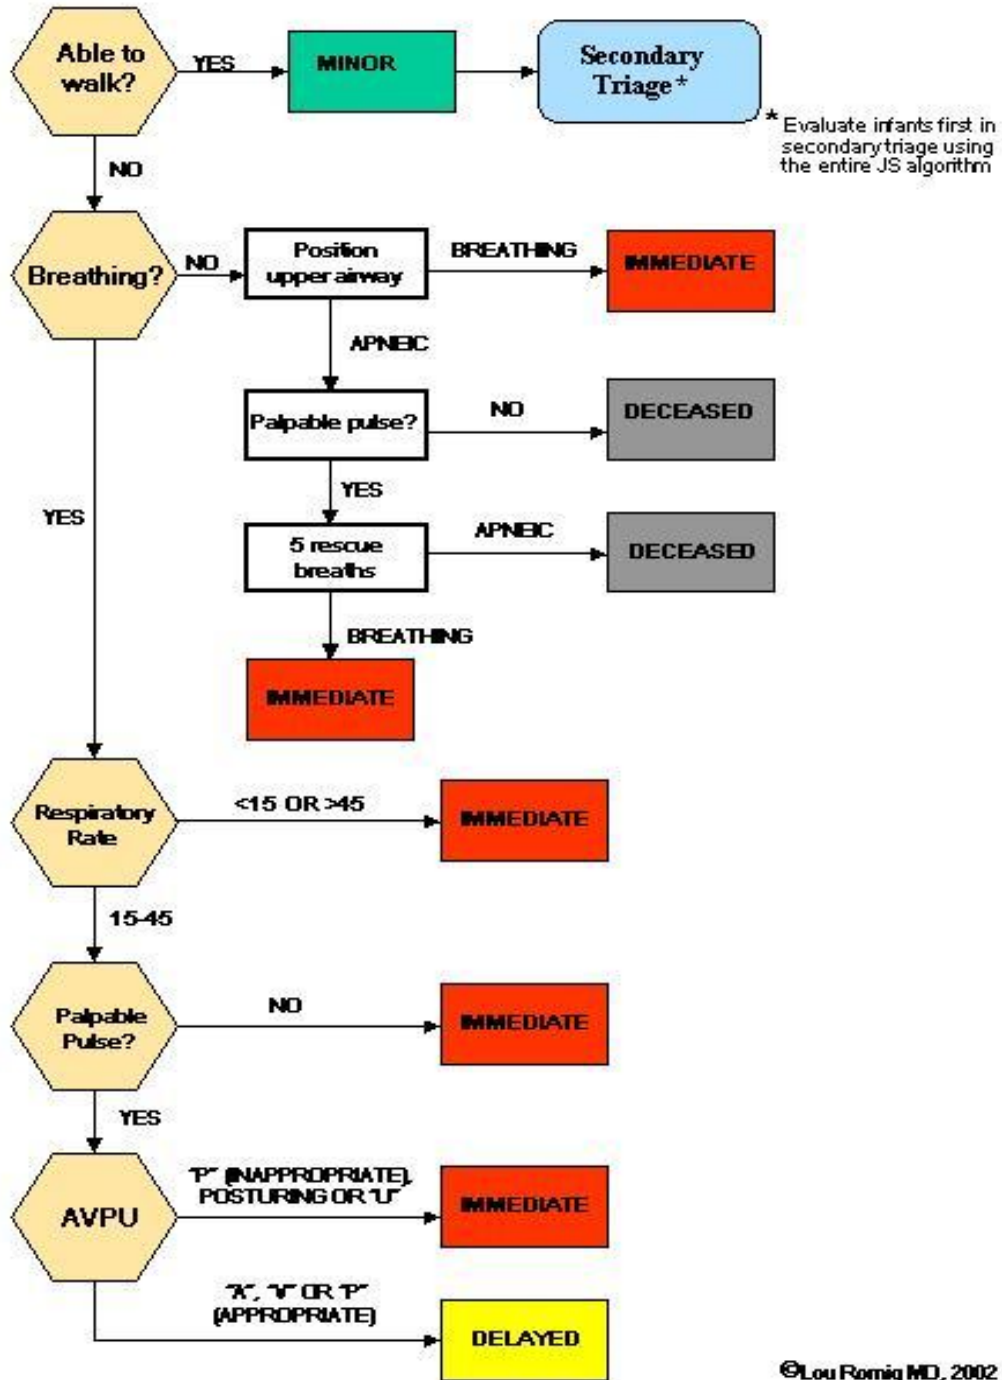 Able to
walk?
YES
MINOR
Secondary
Triage*
* Evaluate infants first in
secondary triage using
the entire JS algorithm
NO
Breathing?
NO
Position
upper airway
BREATHING
IMMEDIATE
APNEIC
Palpable pulse?
NO
DECEASED
YES
5 rescue
breaths
APNEIC
DECEASED
BREATHING
IMMEDIATE
YES
Respiratory
Rate
<15 OR >45
IMMEDIATE
15-45
Palpable
Pulse?
NO
IMMEDIATE
YES
AVPU
"P" (INAPPROPRIATE),
POSTURING OR "U"
IMMEDIATE
"A", "V" OR "P"
(APPROPRIATE)
DELAYED
©Lou Romig MD, 2002